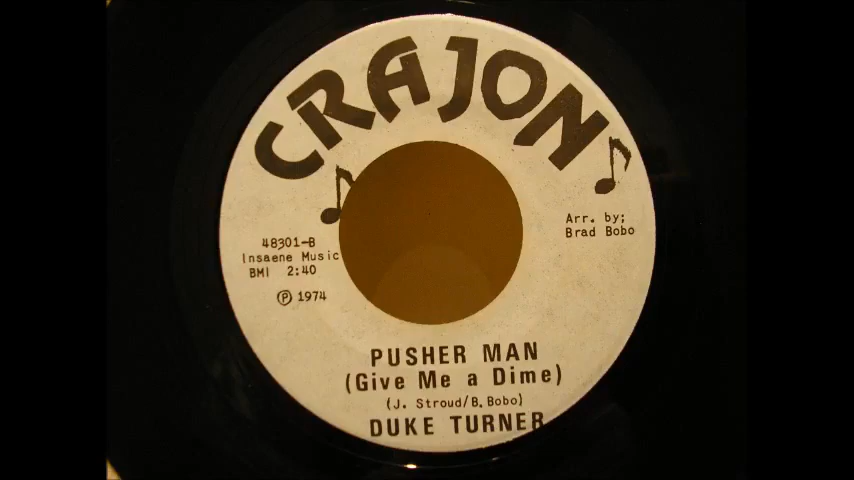 CRAJON
48301-B
Insaene Music
BMI 2:40
Ⓟ 1974
Arr. by;
Brad Bobo
PUSHER MAN
(Give Me a Dime)
(J. Stroud/B. Bobo)
DUKE TURNER